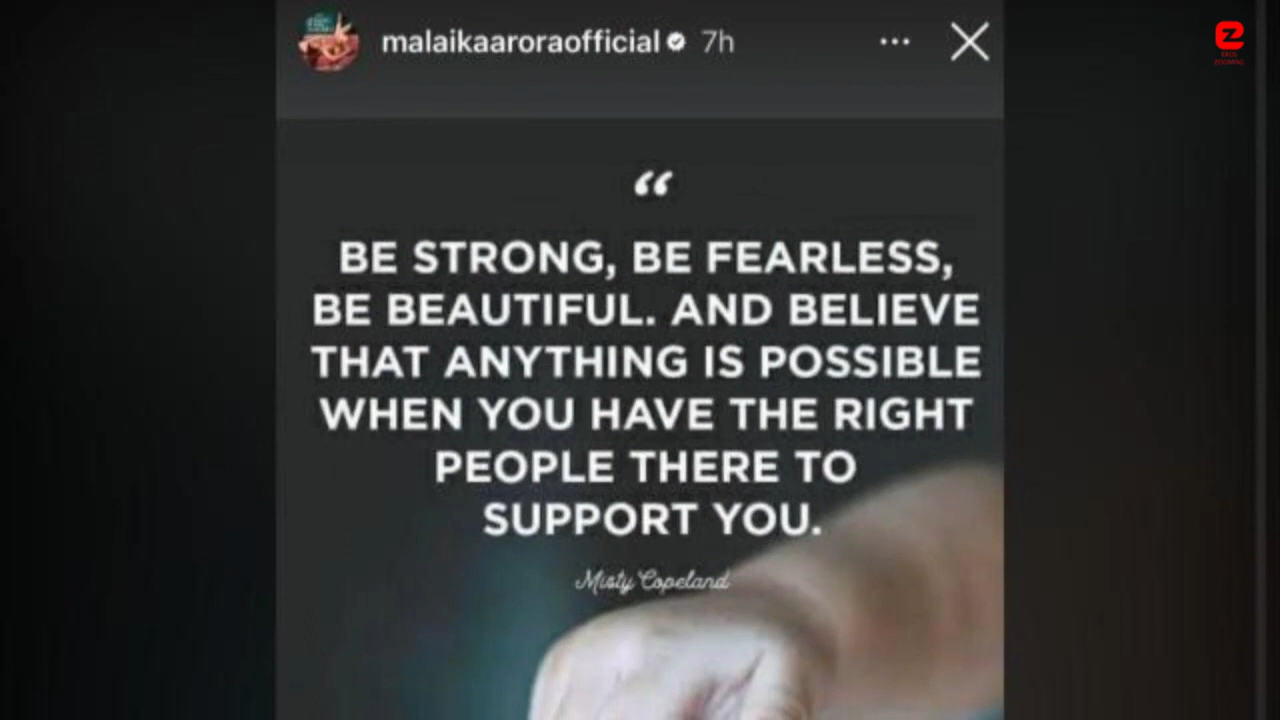 malaikaaroraofficial 7h
“
BE STRONG, BE FEARLESS,
BE BEAUTIFUL. AND BELIEVE
THAT ANYTHING IS POSSIBLE
WHEN YOU HAVE THE RIGHT
PEOPLE THERE TO
SUPPORT YOU.
Misty Copeland